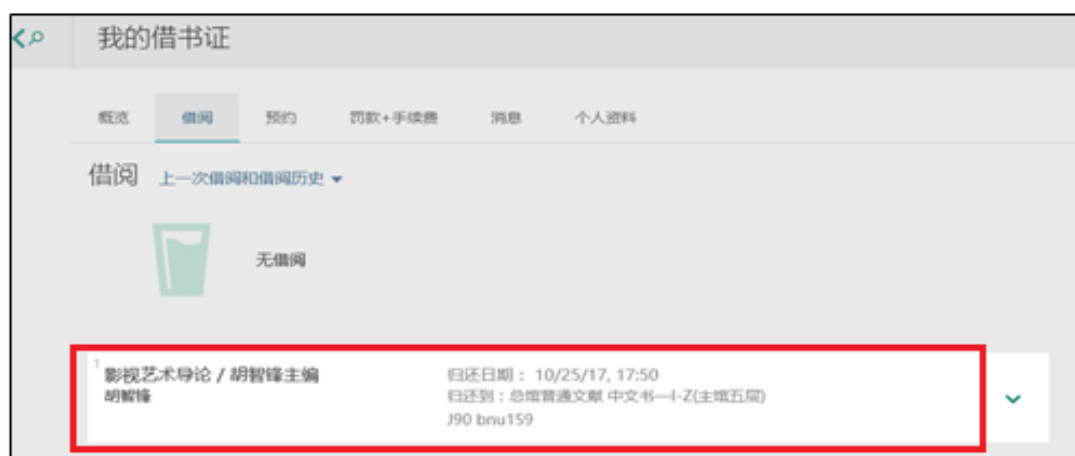 我的借书证
概览 借阅 预约 罚款+手续费 消息 个人资料
借阅 上一次借阅和借阅历史
无借阅
1
影视艺术导论 / 胡智锋主编 归还日期： 10/25/17, 17:50
胡智锋 归还到：总馆普通文献 中文书—I-Z(主馆五层)
J90 bnu159